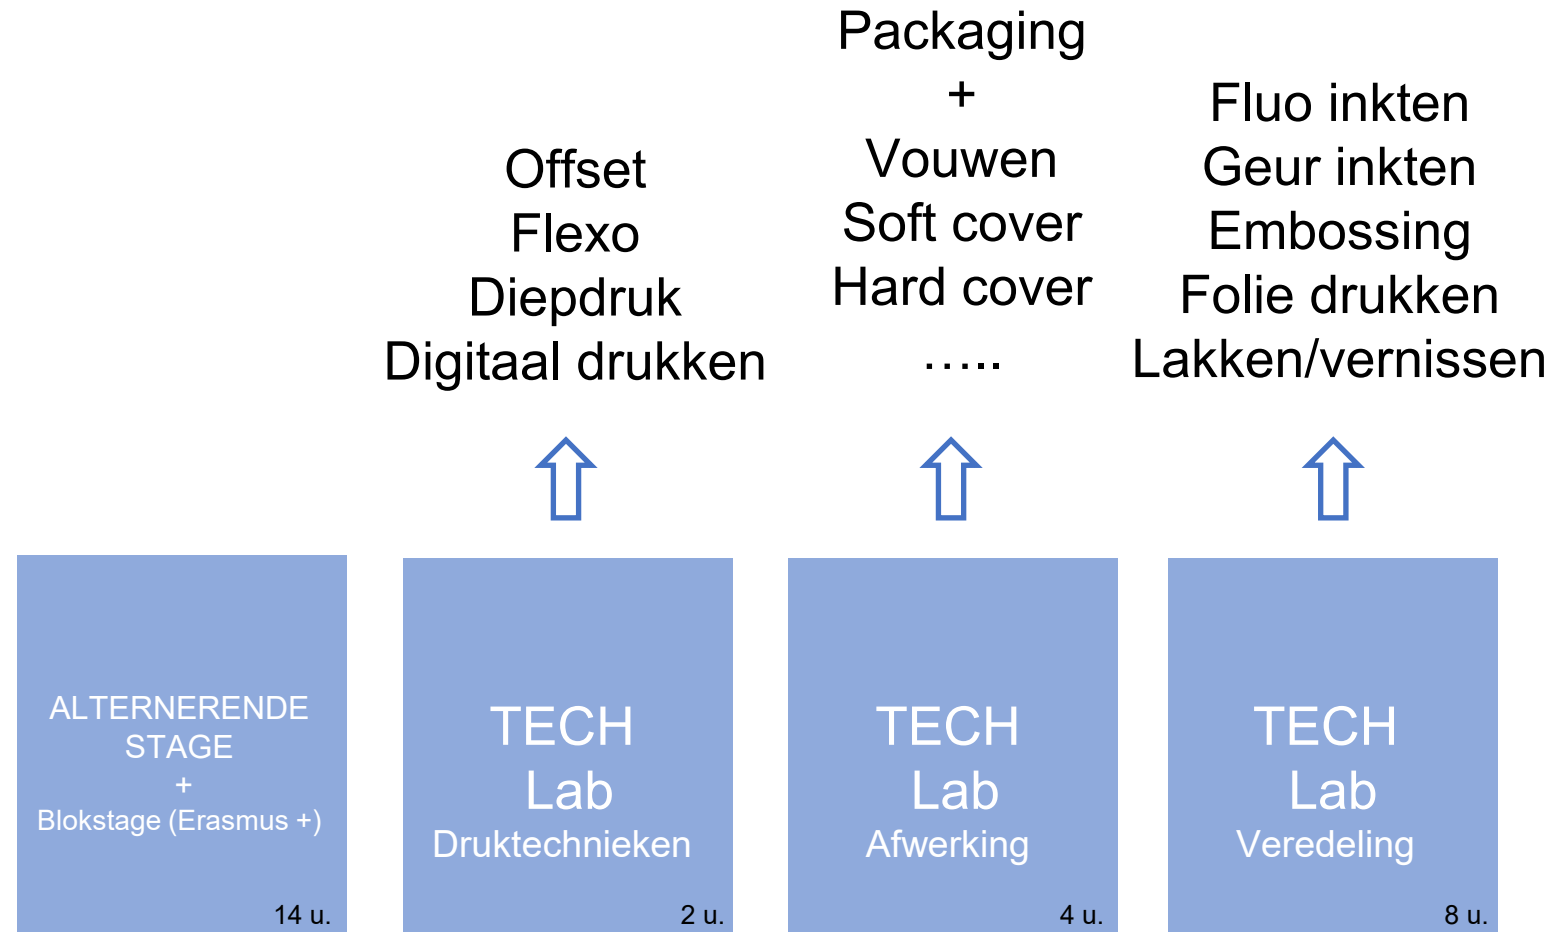 Offset
Flexo
Diepdruk
Digitaal drukken
Packaging
+
Vouwen
Soft cover
Hard cover
…..
Fluo inkten
Geur inkten
Embossing
Folie drukken
Lakken/vernissen
ALTERNERENDE
STAGE
+
Blokstage (Erasmus +)
14 u.
TECH
Lab
Druktechnieken
2 u.
TECH
Lab
Afwerking
4 u.
TECH
Lab
Veredeling
8 u.